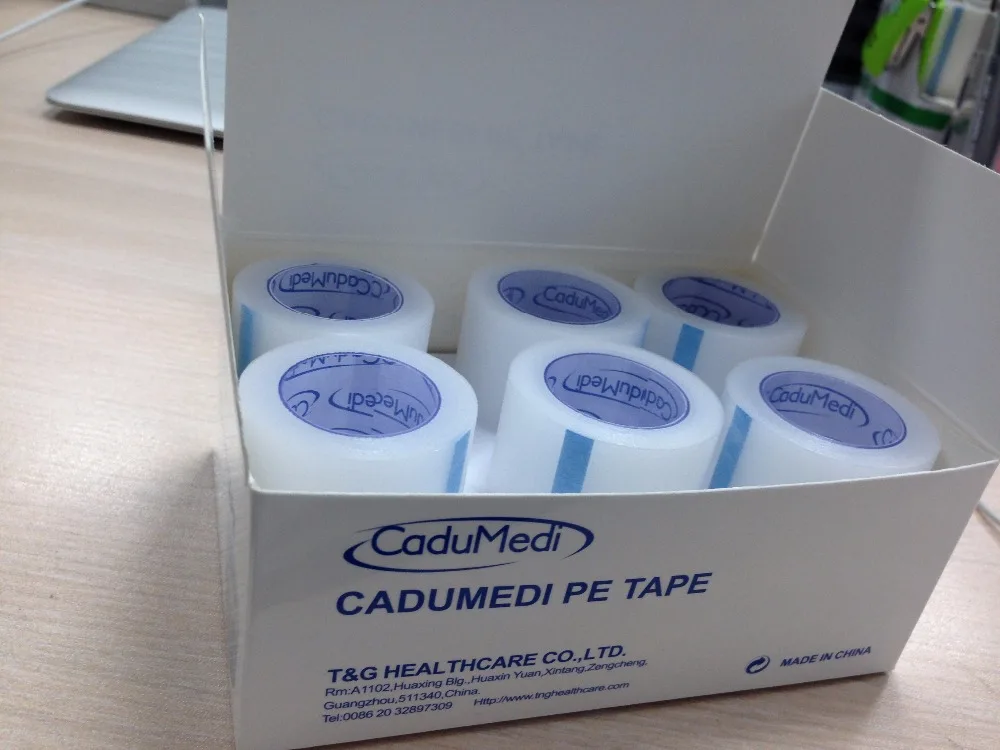 CaduMedi
CaduMedi
CaduMedi
CaduMedi
CaduMedi
CADUMEDI PE TAPE
T&G HEALTHCARE CO.,LTD.
Rm:A1102,Huaxing Blg.,Huaxin Yuan,Xintang,Zengcheng,
Guangzhou,511340,China.
Tel:0086 20 32897309 Http://www.tnghealthcare.com
MADE IN CHINA